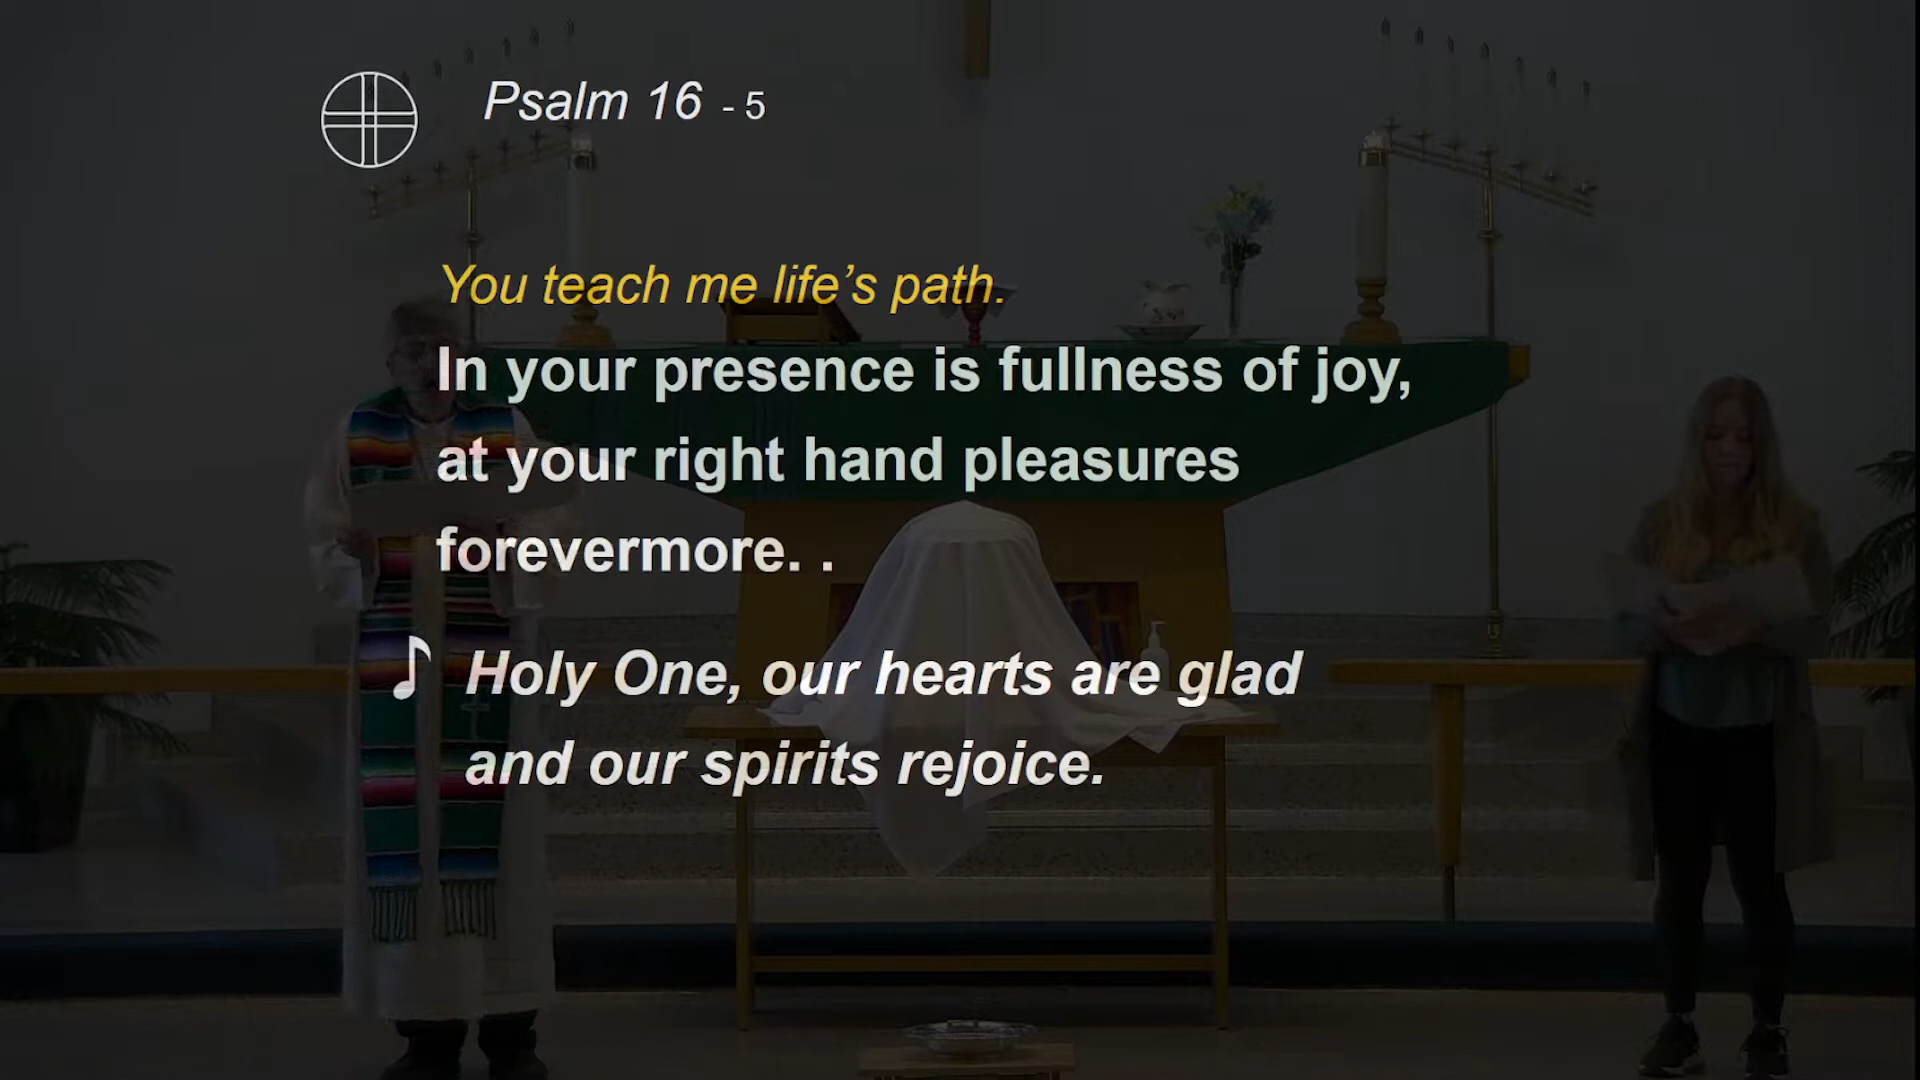 Psalm 16 - 5
You teach me life’s path.
In your presence is fullness of joy,
at your right hand pleasures
forevermore. .
Holy One, our hearts are glad
and our spirits rejoice.